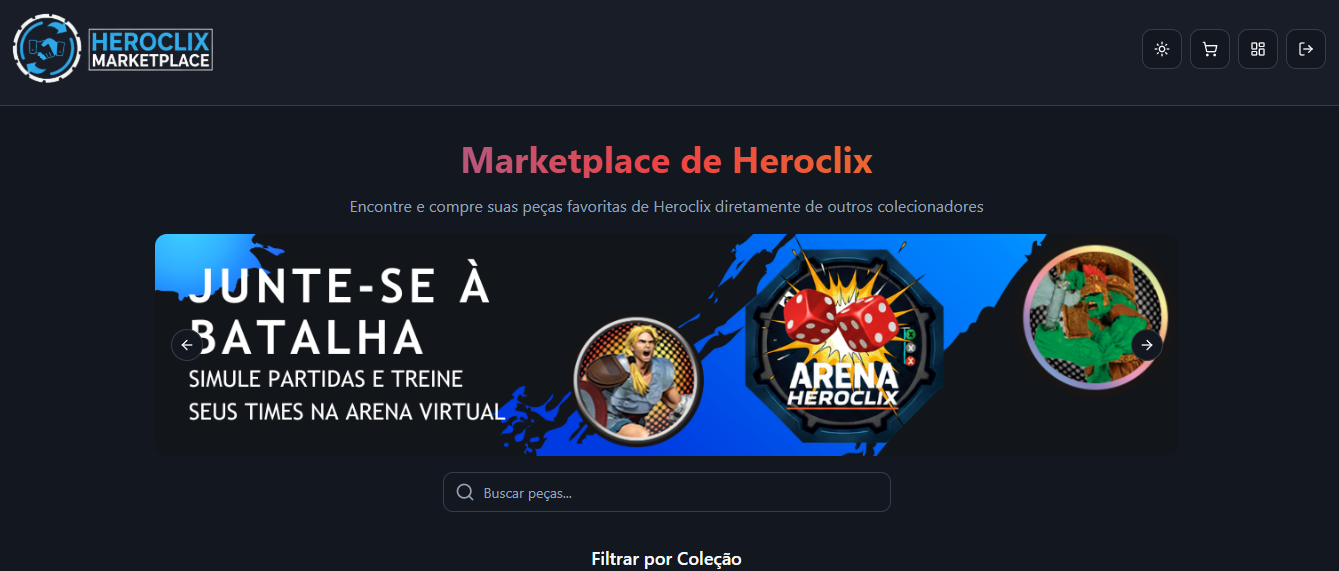 HEROCLIX
MARKETPLACE
Marketplace de Heroclix
Encontre e compre suas peças favoritas de Heroclix diretamente de outros colecionadores
JUNTE-SE À
BATALHA
SIMULE PARTIDAS E TREINE
SEUS TIMES NA ARENA VIRTUAL
ARENA
HEROCLIX
Buscar peças...
Filtrar por Coleção